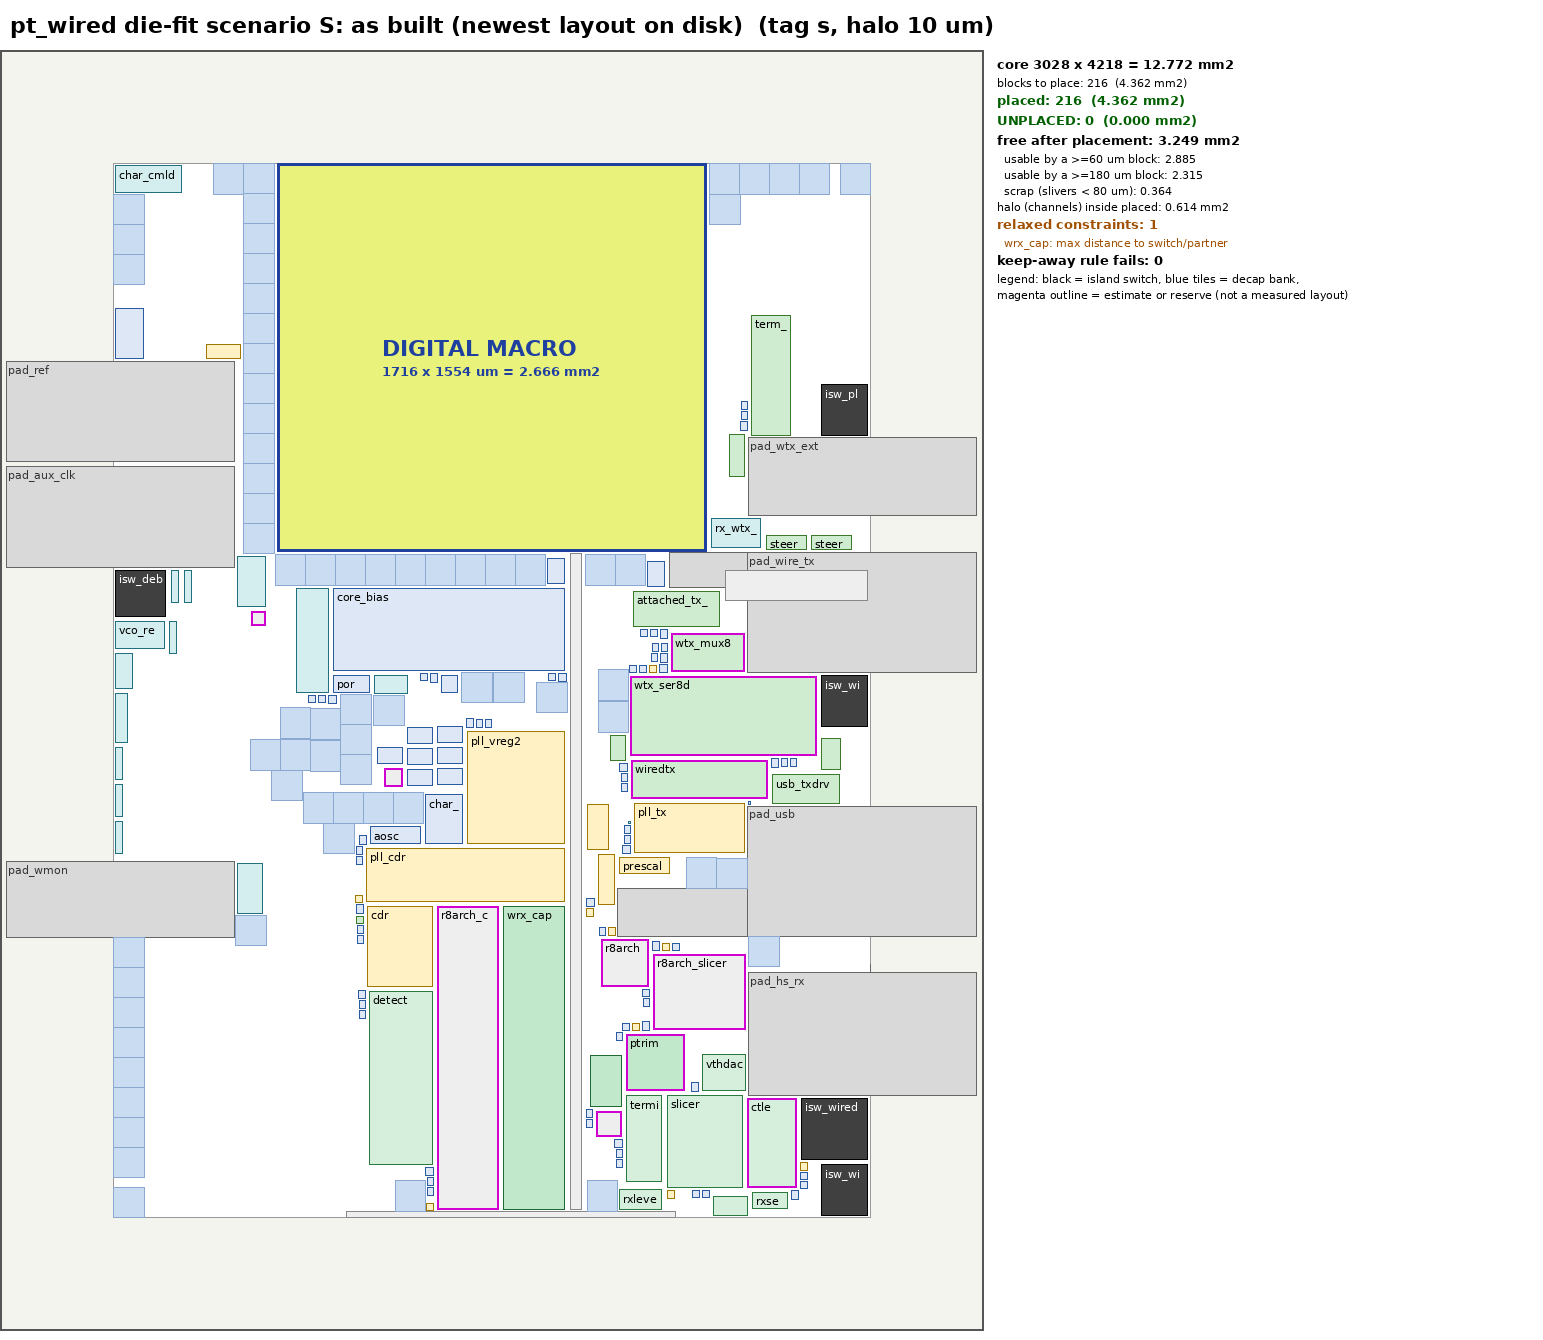 pt_wired die-fit scenario S: as built (newest layout on disk)  (tag s, halo 10 um)
core 3028 x 4218 = 12.772 mm2
blocks to place: 216  (4.362 mm2)
placed: 216  (4.362 mm2)
UNPLACED: 0  (0.000 mm2)
free after placement: 3.249 mm2
usable by a >=60 um block: 2.885
usable by a >=180 um block: 2.315
scrap (slivers < 80 um): 0.364
halo (channels) inside placed: 0.614 mm2
relaxed constraints: 1
wrx_cap: max distance to switch/partner
keep-away rule fails: 0
legend: black = island switch, blue tiles = decap bank,
magenta outline = estimate or reserve (not a measured layout)
char_cmld
DIGITAL MACRO
1716 x 1554 um = 2.666 mm2
term_
isw_pl
pad_ref
pad_wtx_ext
pad_aux_clk
rx_wtx_
steer
steer
pad_wire_tx
isw_deb
core_bias
attached_tx_
vco_re
wtx_mux8
por
wtx_ser8d
isw_wi
pll_vreg2
wiredtx
usb_txdrv
char_
pll_tx
pad_usb
aosc
pll_cdr
prescal
pad_wmon
cdr
r8arch_c
wrx_cap
r8arch
r8arch_slicer
pad_hs_rx
detect
ptrim
vthdac
termi
slicer
ctle
isw_wired
isw_wi
rxleve
rxse